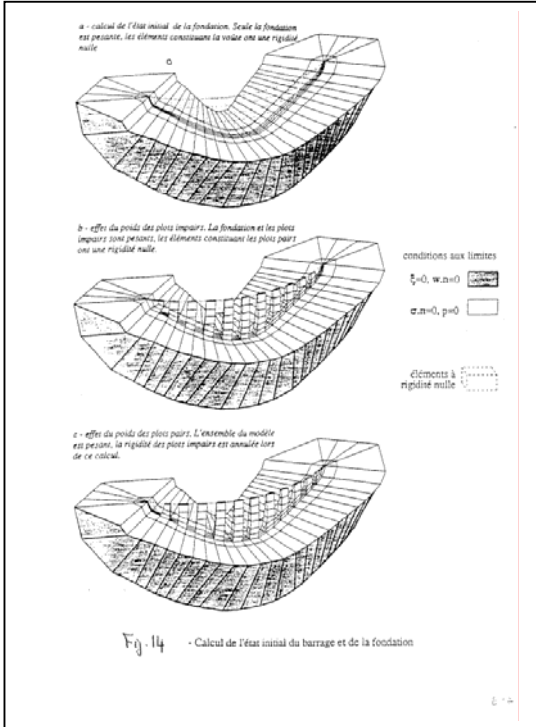 a - calcul de l'état initial de la fondation. Seule la fondation
est pesante, les éléments constituant la voûte ont une rigidité
nulle
b - effet du poids des plots impairs. La fondation et les plots
impairs sont pesants, les éléments constituant les plots pairs
ont une rigidité nulle.
conditions aux limites
ξ=0, w.n=0
σ.n=0, p=0
éléments à
rigidité nulle
c - effet du poids des plots pairs. L'ensemble du modèle
est pesant, la rigidité des plots impairs est annulée lors
de ce calcul.
Fig. 14 - Calcul de l'état initial du barrage et de la fondation